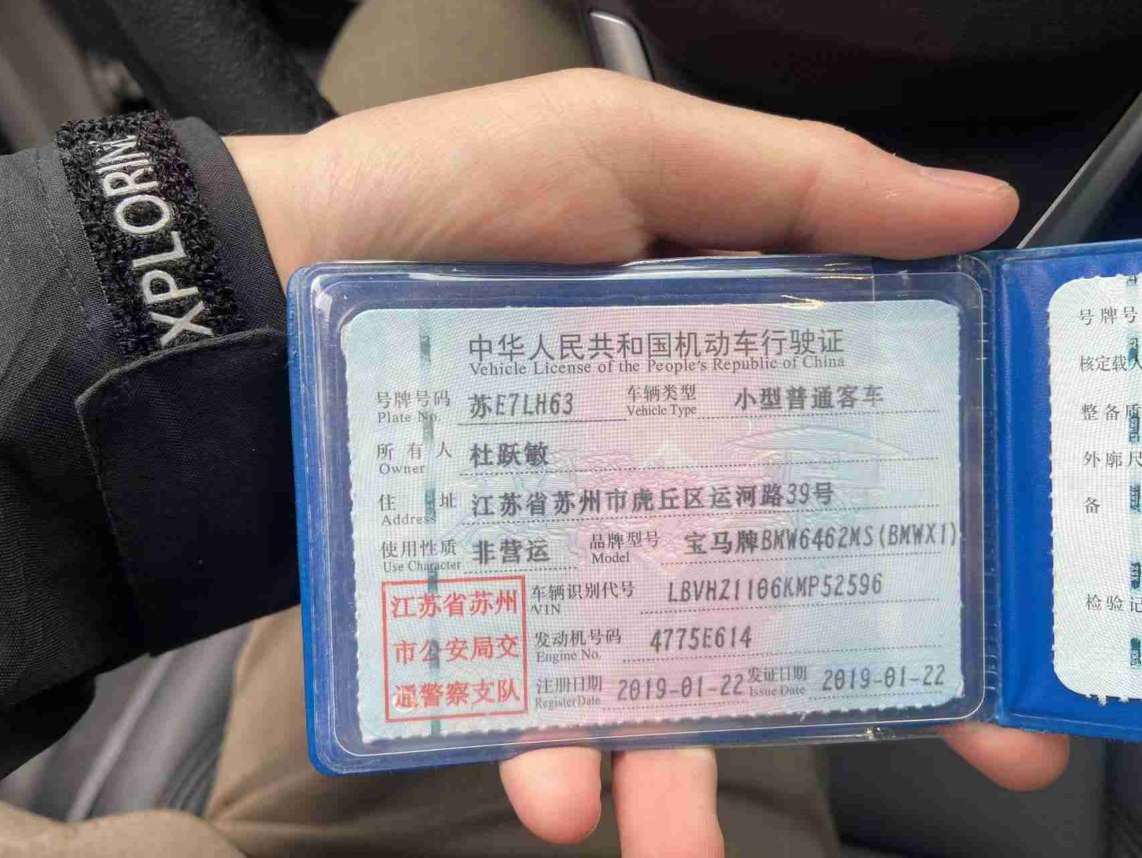 XPLORIN
中华人民共和国机动车行驶证
Vehicle License of the People's Republic of China
号牌号码 苏E7LH63 车辆类型 小型普通客车
Plate No. Vehicle Type
所有人 杜跃敏
Owner
住址 江苏省苏州市虎丘区运河路39号
Address
使用性质 非营运 品牌型号 宝马牌BMW6462MS(BMWX1)
Use Character Model
江苏省苏州
市公安局交
通警察支队
车辆识别代号 LBVHZ1106KMP52596
VIN
发动机号码 4775E614
Engine No.
注册日期 2019-01-22 发证日期 2019-01-22
Register Date Issue Date
号牌号
核定载人
整备质
外廓尺
备
检验记